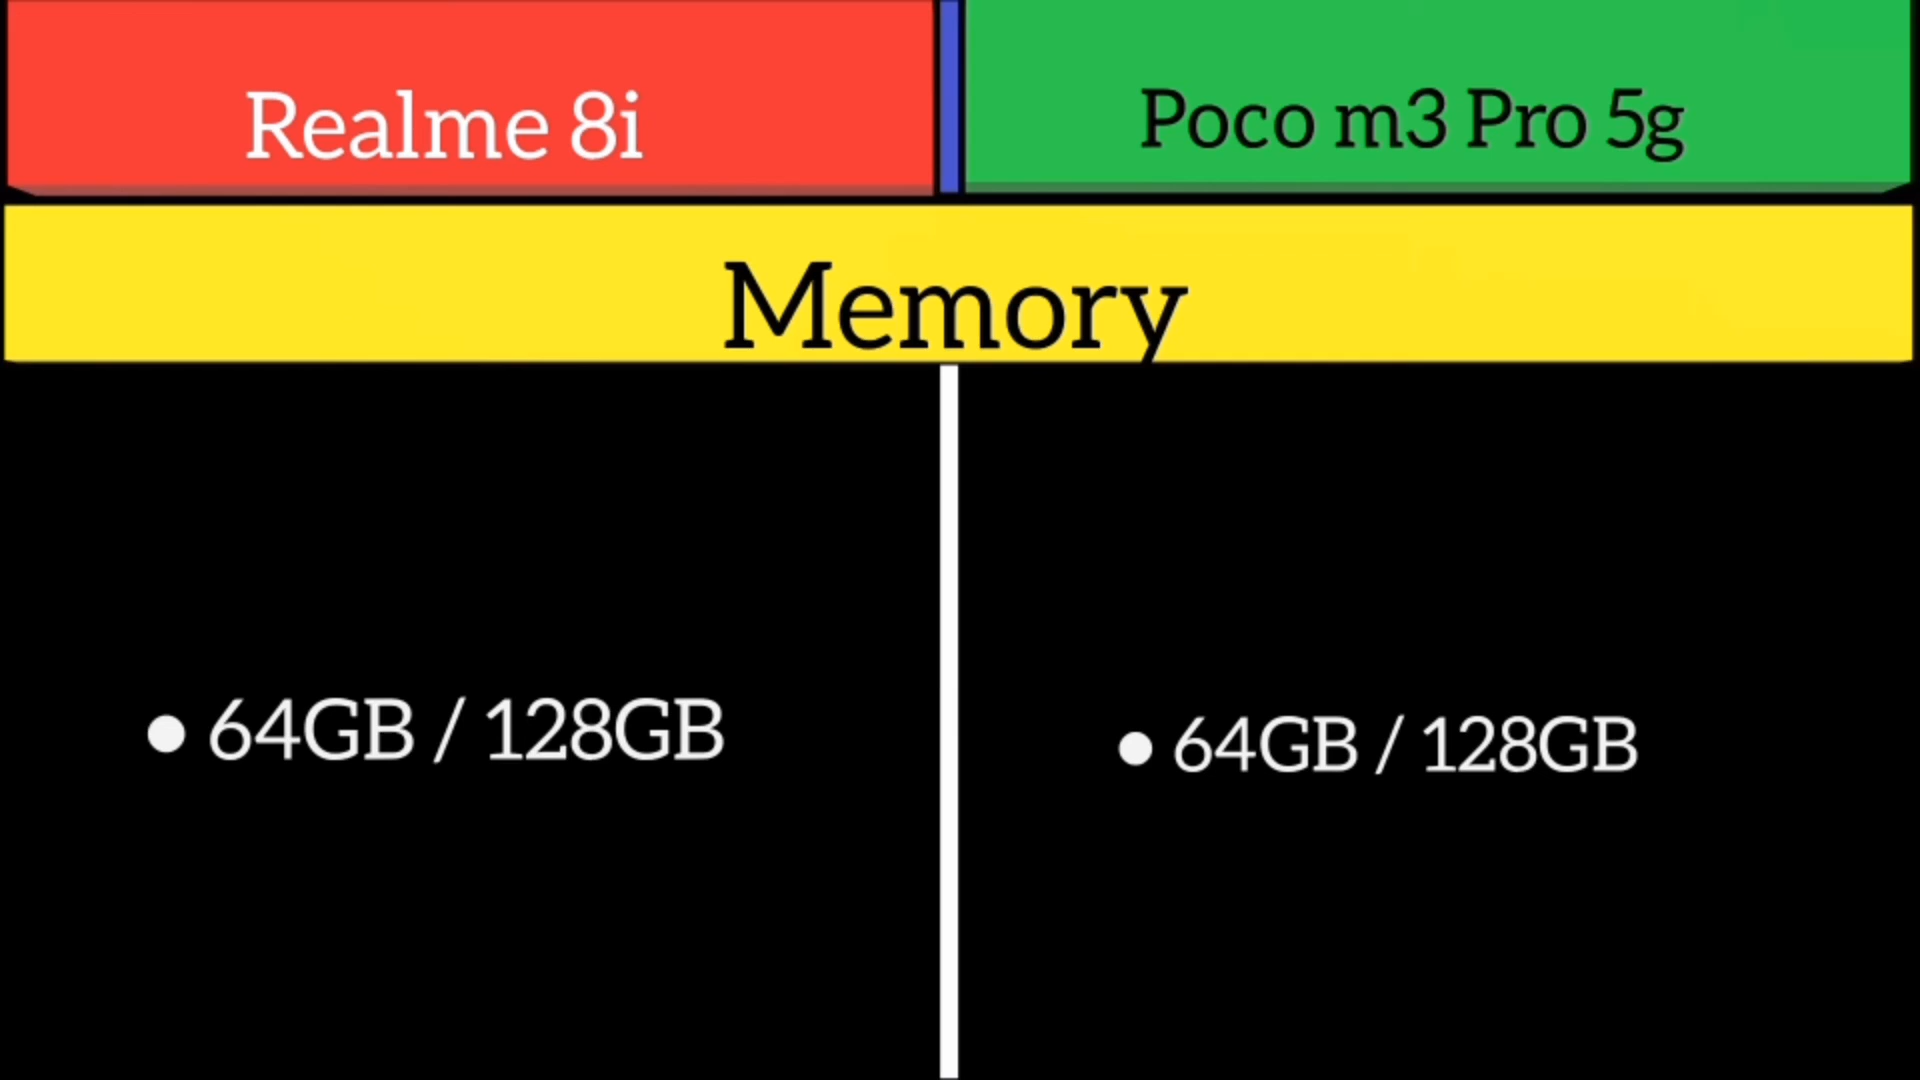 Realme 8i
Poco m3 Pro 5g
Memory
● 64GB / 128GB
● 64GB / 128GB